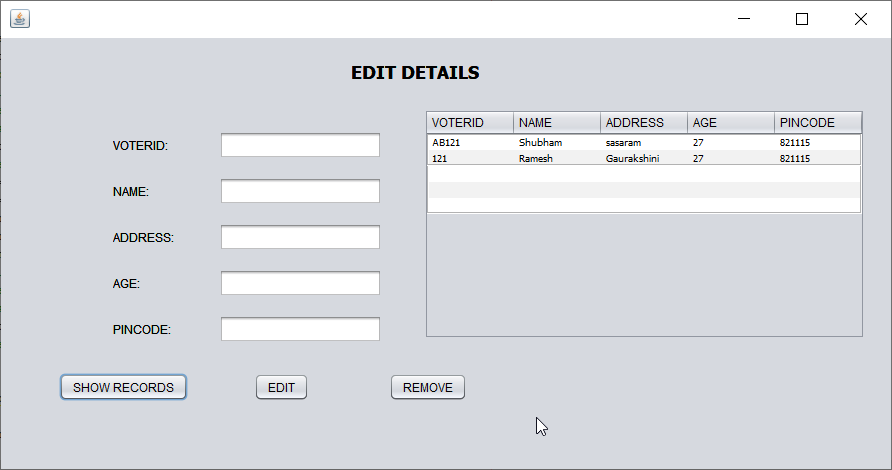 EDIT DETAILS
VOTERID NAME ADDRESS AGE PINCODE
AB121 Shubham sasaram 27 821115
121 Ramesh Gaurakshini 27 821115
VOTERID:
NAME:
ADDRESS:
AGE:
PINCODE:
SHOW RECORDS EDIT REMOVE